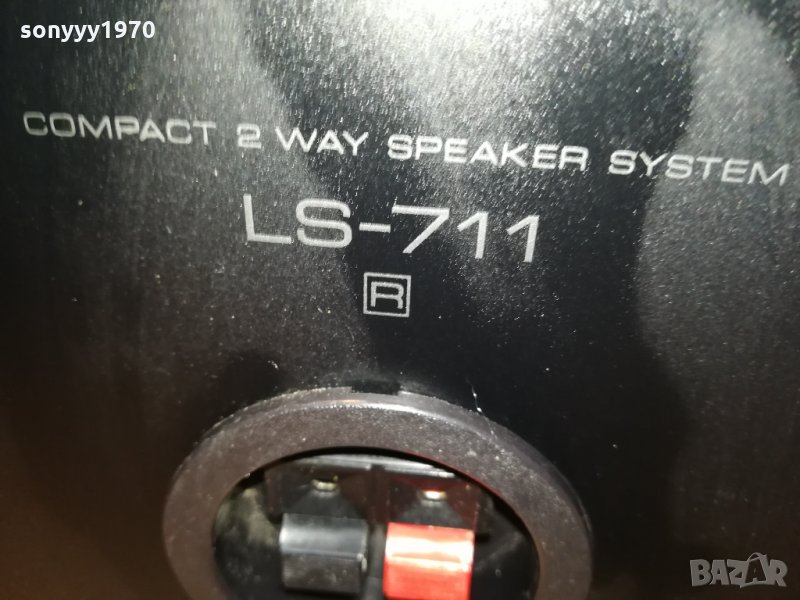 sonyyy1970
COMPACT 2 WAY SPEAKER SYSTEM
LS-711
R
BAZAR